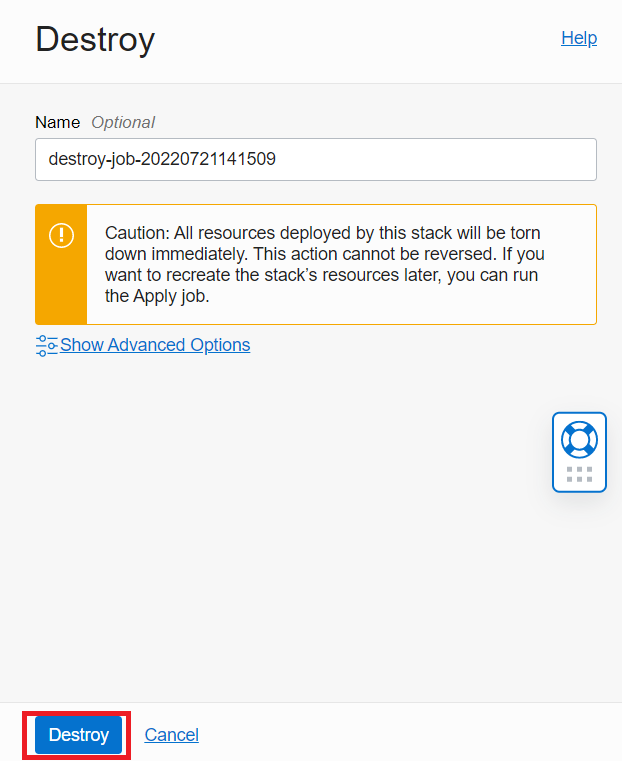 Destroy
Help
Name Optional
destroy-job-20220721141509
Caution: All resources deployed by this stack will be torn
down immediately. This action cannot be reversed. If you
want to recreate the stack’s resources later, you can run
the Apply job.
Show Advanced Options
Destroy
Cancel